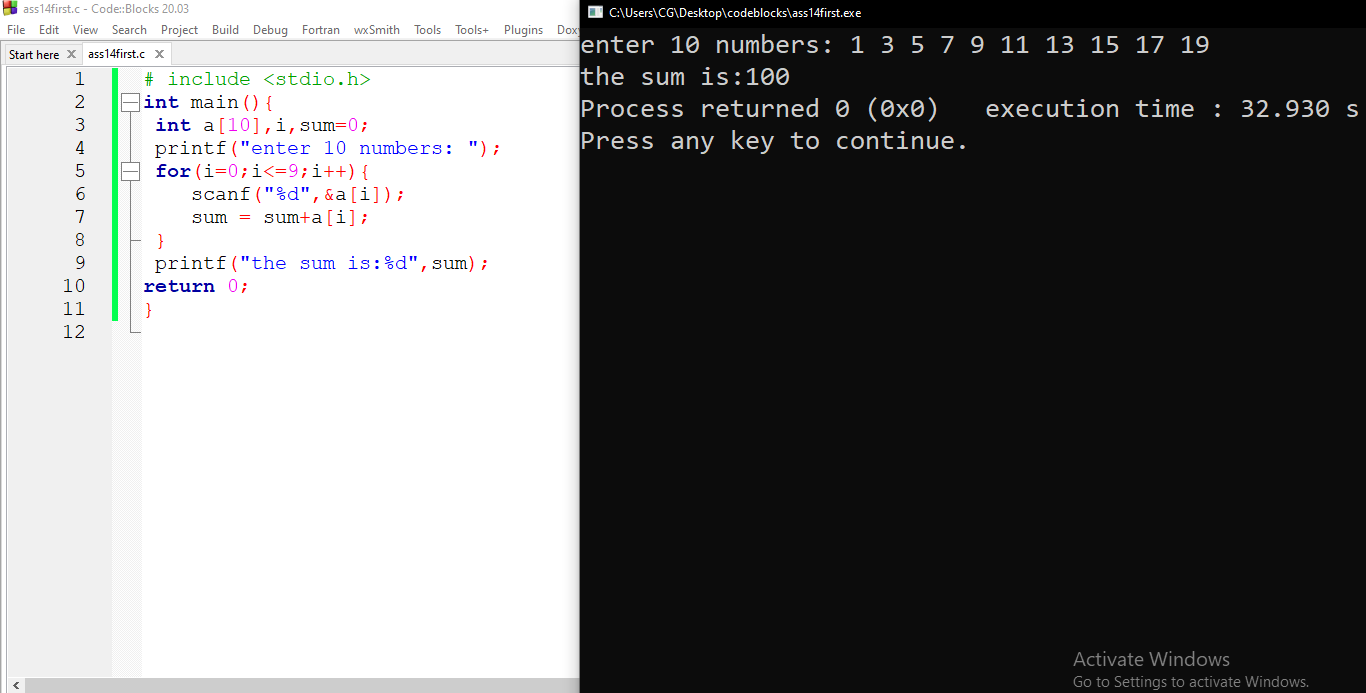 ass14first.c - Code::Blocks 20.03
File Edit View Search Project Build Debug Fortran wxSmith Tools Tools+ Plugins Doxy
Start here ass14first.c
1 # include <stdio.h>
2 int main(){
3 int a[10],i,sum=0;
4 printf("enter 10 numbers: ");
5 for(i=0;i<=9;i++){
6 scanf("%d",&a[i]);
7 sum = sum+a[i];
8 }
9 printf("the sum is:%d",sum);
10 return 0;
11 }
12
C:\Users\CG\Desktop\codeblocks\ass14first.exe
enter 10 numbers: 1 3 5 7 9 11 13 15 17 19
the sum is:100
Process returned 0 (0x0) execution time : 32.930 s
Press any key to continue.
Activate Windows
Go to Settings to activate Windows.